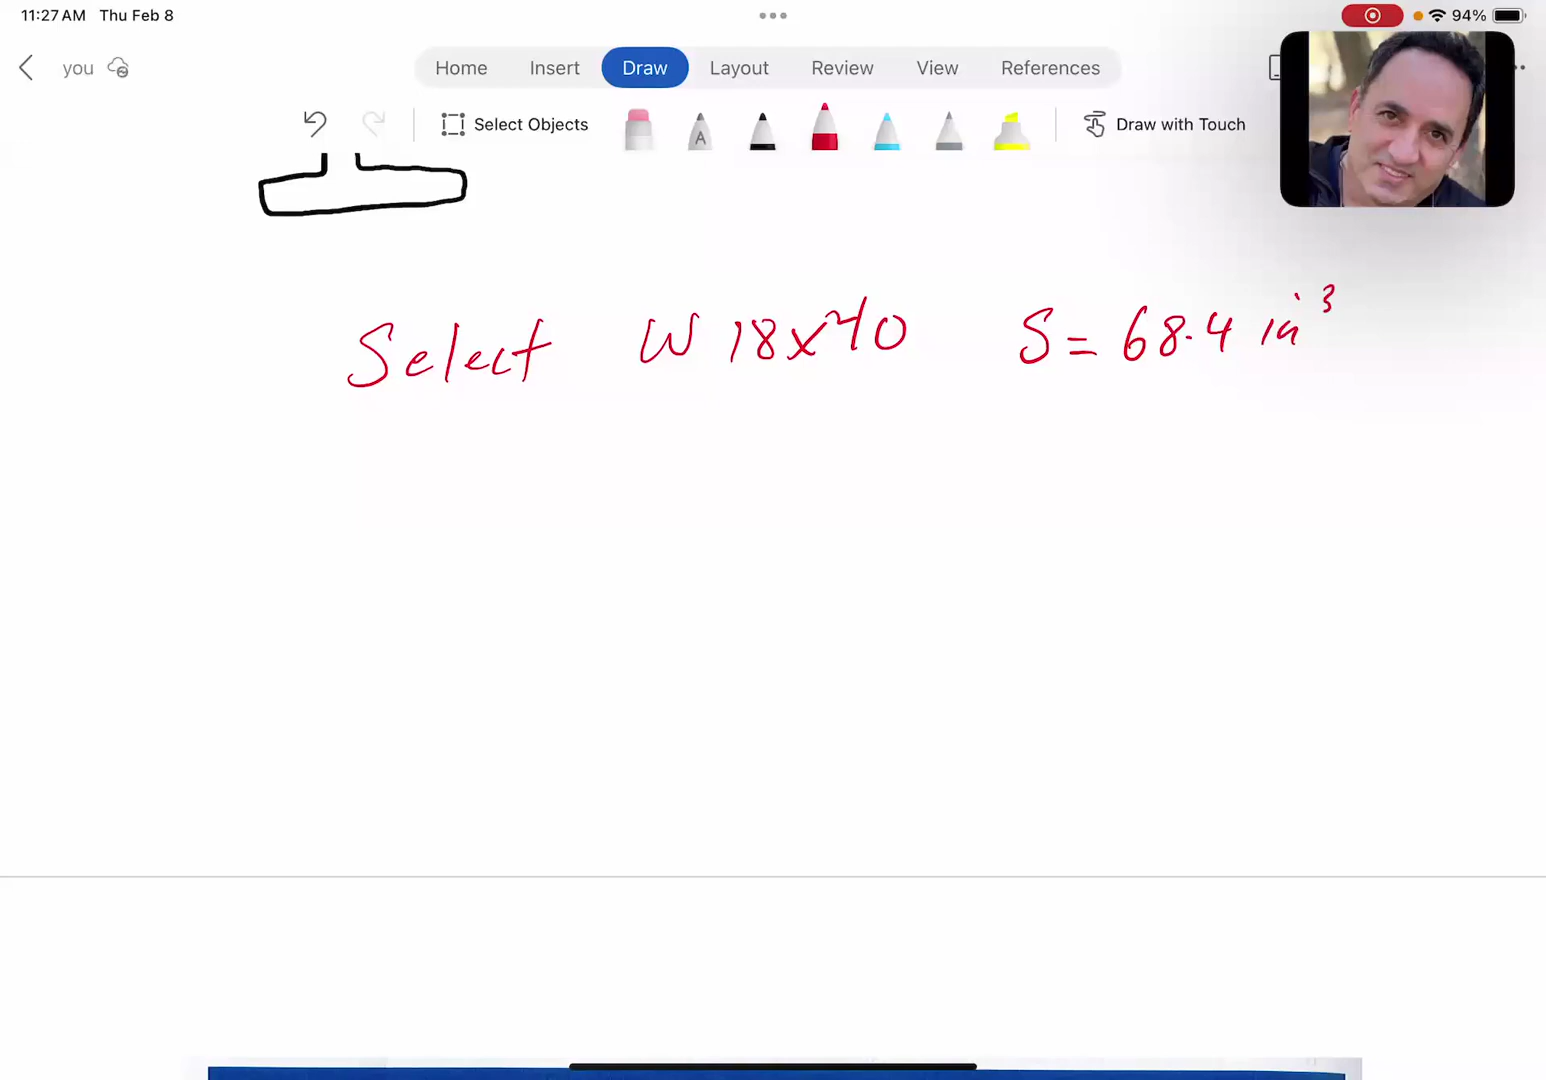 11:27 AM Thu Feb 8 94%
you Home Insert Draw Layout Review View References
Select Objects A Draw with Touch
Select W 18x40 S = 68.4 in³